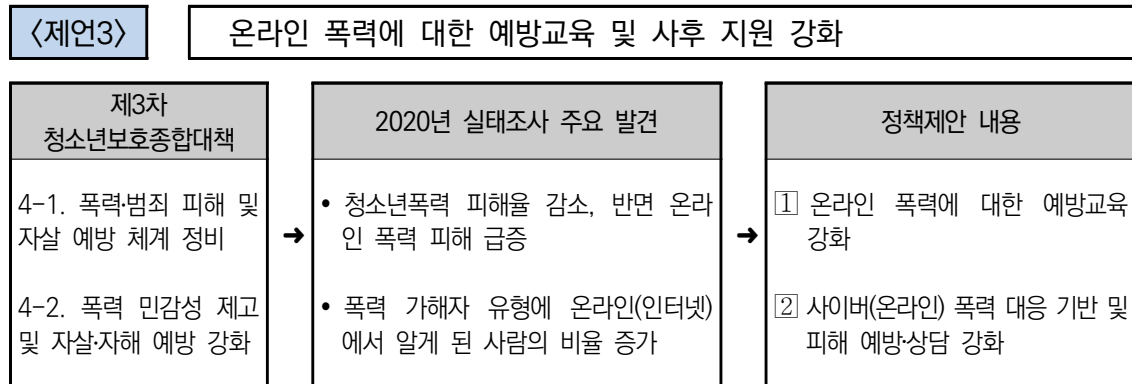 〈제언3〉
온라인 폭력에 대한 예방교육 및 사후 지원 강화
제3차
청소년보호종합대책
4-1. 폭력·범죄 피해 및
자살 예방 체계 정비
4-2. 폭력 민감성 제고
및 자살·자해 예방 강화
➜
2020년 실태조사 주요 발견
• 청소년폭력 피해율 감소, 반면 온라
인 폭력 피해 급증
• 폭력 가해자 유형에 온라인(인터넷)
에서 알게 된 사람의 비율 증가
➜
정책제안 내용
1 온라인 폭력에 대한 예방교육
강화
2 사이버(온라인) 폭력 대응 기반 및
피해 예방·상담 강화